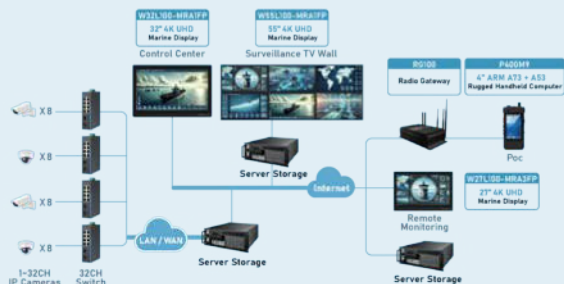 W32L100-MRA1FP
32" 4K UHD
Marine Display
Control Center
W55L100-MRA1FP
55" 4K UHD
Marine Display
Surveillance TV Wall
RG100
Radio Gateway
P400M9
4" ARM A73 + A53
Rugged Handheld Computer
X8
X8
X8
X8
Server Storage
Internet
Poc
W27L100-MRA3FP
27" 4K UHD
Marine Display
Remote
Monitoring
LAN / WAN
Server Storage
Server Storage
1~32CH
IP Cameras
32CH
Switch